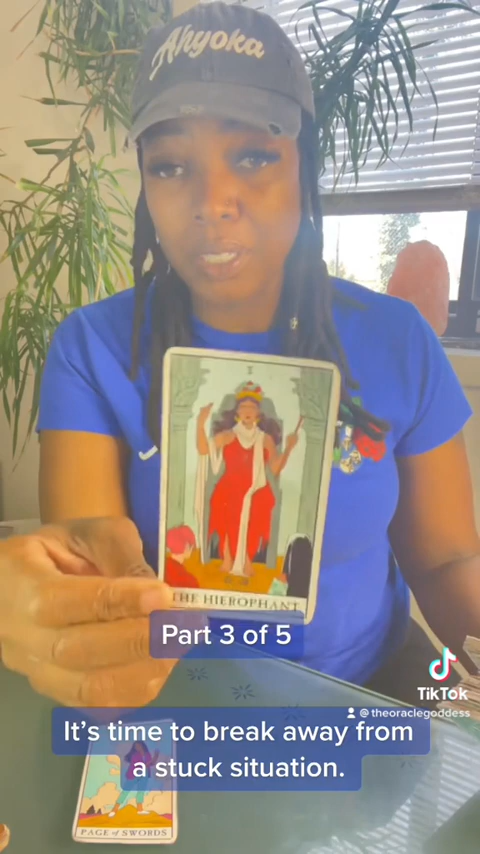 Ahyoka
I
THE HIEROPHANT
Part 3 of 5
TikTok
@theoraclegoddess
It's time to break away from
a stuck situation.
PAGE of SWORDS